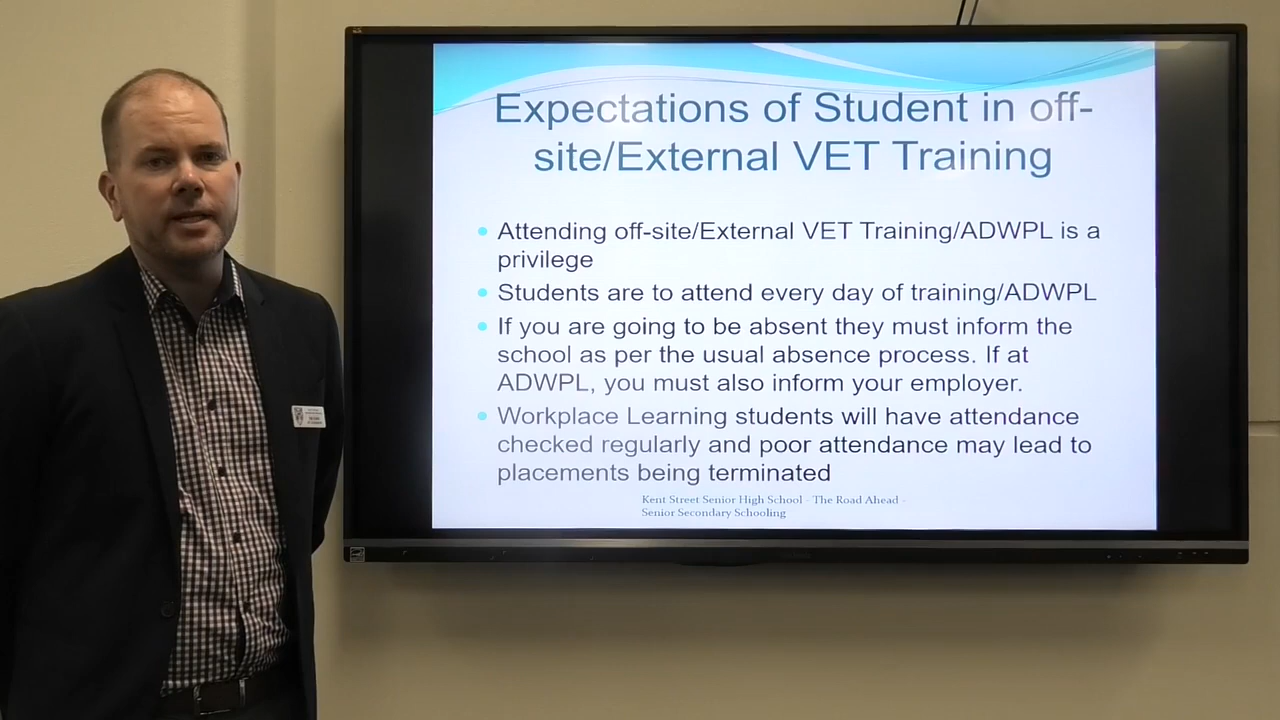 Expectations of Student in off-
site/External VET Training
Attending off-site/External VET Training/ADWPL is a
privilege
Students are to attend every day of training/ADWPL
If you are going to be absent they must inform the
school as per the usual absence process. If at
ADWPL, you must also inform your employer.
Workplace Learning students will have attendance
checked regularly and poor attendance may lead to
placements being terminated
Kent Street Senior High School - The Road Ahead -
Senior Secondary Schooling